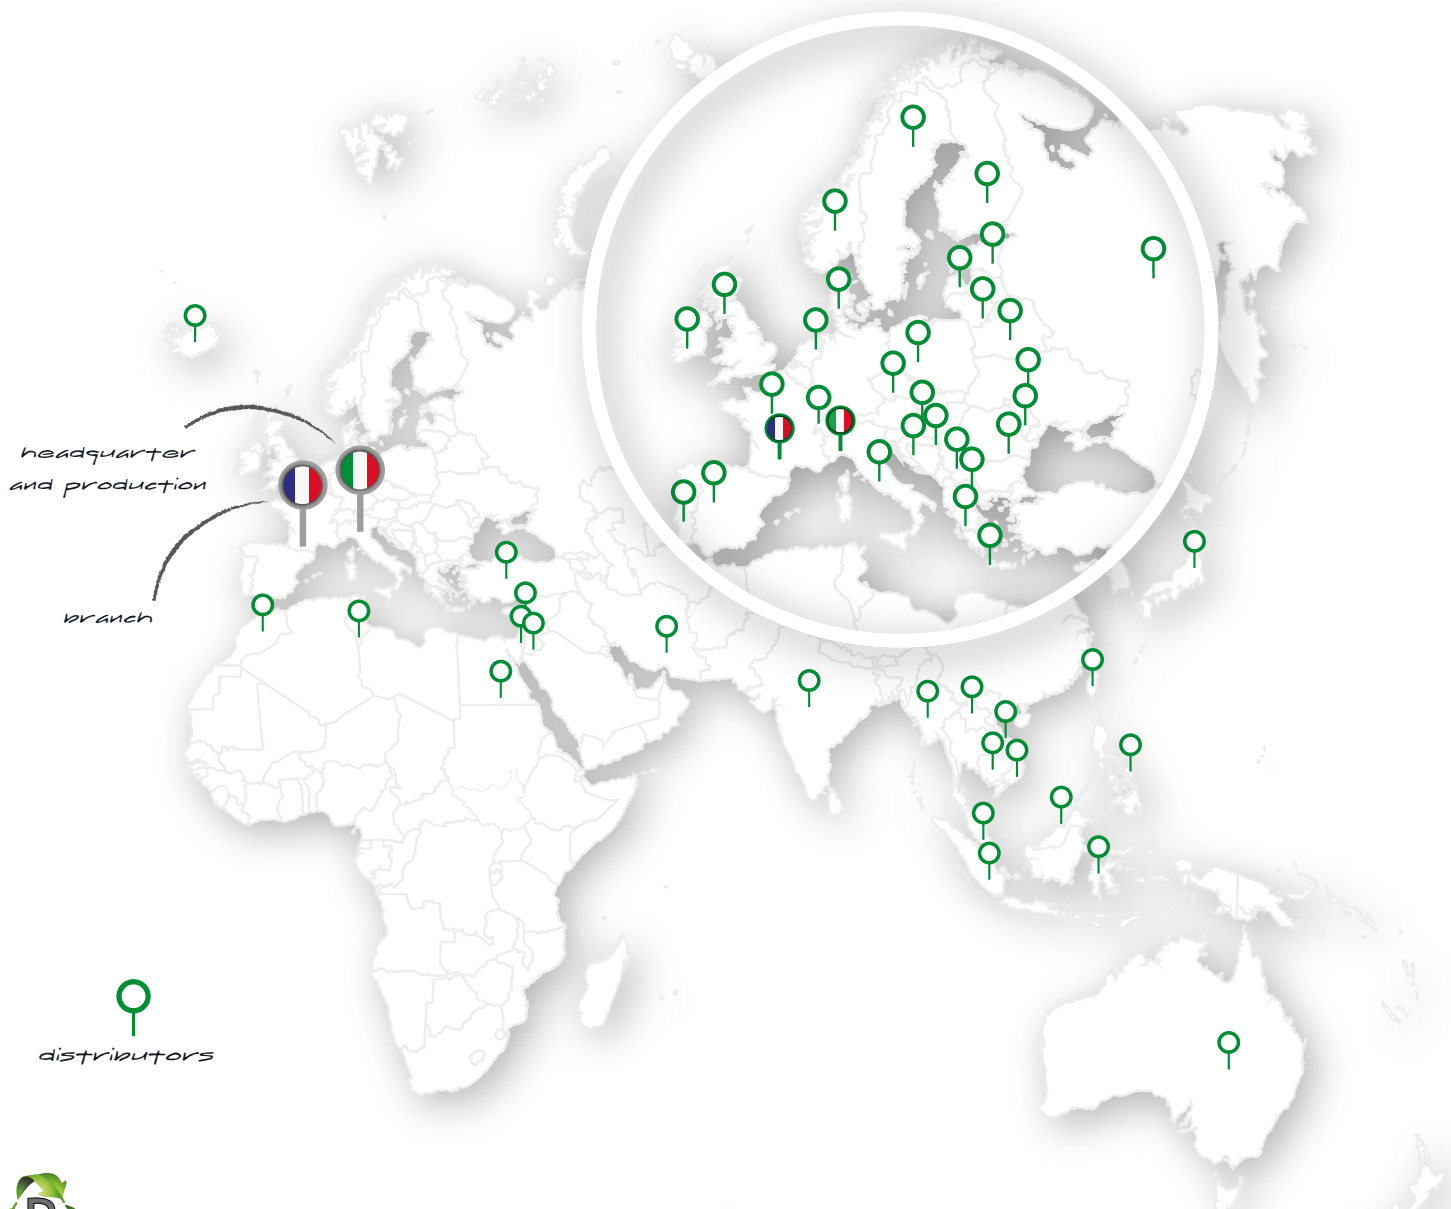 headquarter
and production
branch
distributors